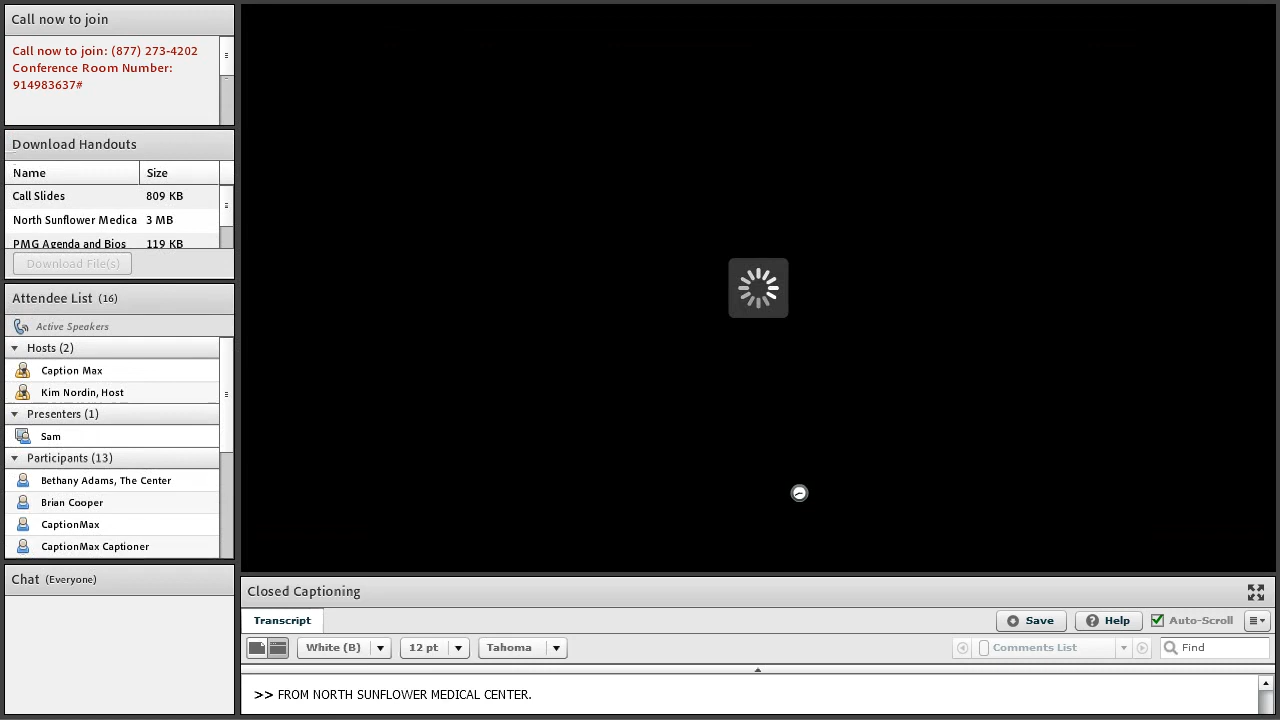 Call now to join
Call now to join: (877) 273-4202
Conference Room Number:
914983637#
Download Handouts
Name Size
Call Slides 809 KB
North Sunflower Medica 3 MB
PMG Agenda and Bios 119 KB
Download File(s)
Attendee List (16)
Active Speakers
Hosts (2)
Caption Max
Kim Nordin, Host
Presenters (1)
Sam
Participants (13)
Bethany Adams, The Center
Brian Cooper
CaptionMax
CaptionMax Captioner
Chat (Everyone)
Closed Captioning
Transcript Save Help Auto-Scroll
White (B) 12 pt Tahoma Comments List Find
>> FROM NORTH SUNFLOWER MEDICAL CENTER.